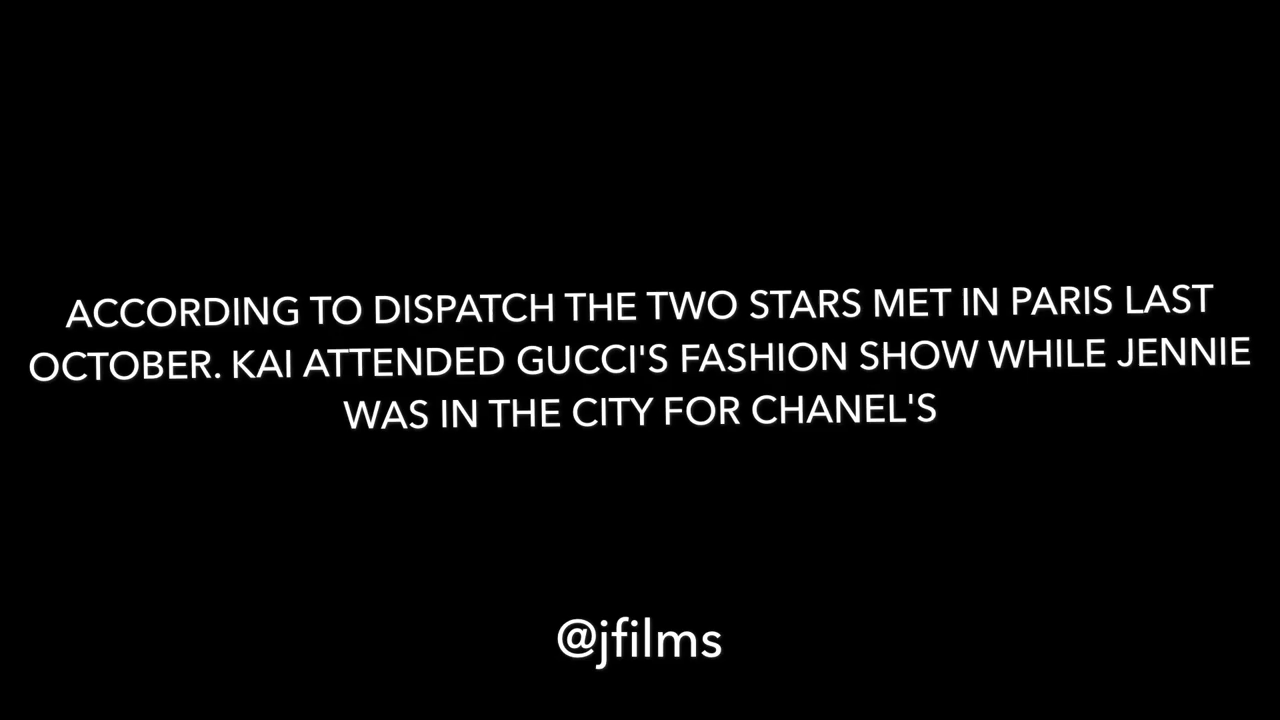 ACCORDING TO DISPATCH THE TWO STARS MET IN PARIS LAST
OCTOBER. KAI ATTENDED GUCCI'S FASHION SHOW WHILE JENNIE
WAS IN THE CITY FOR CHANEL'S
@jfilms